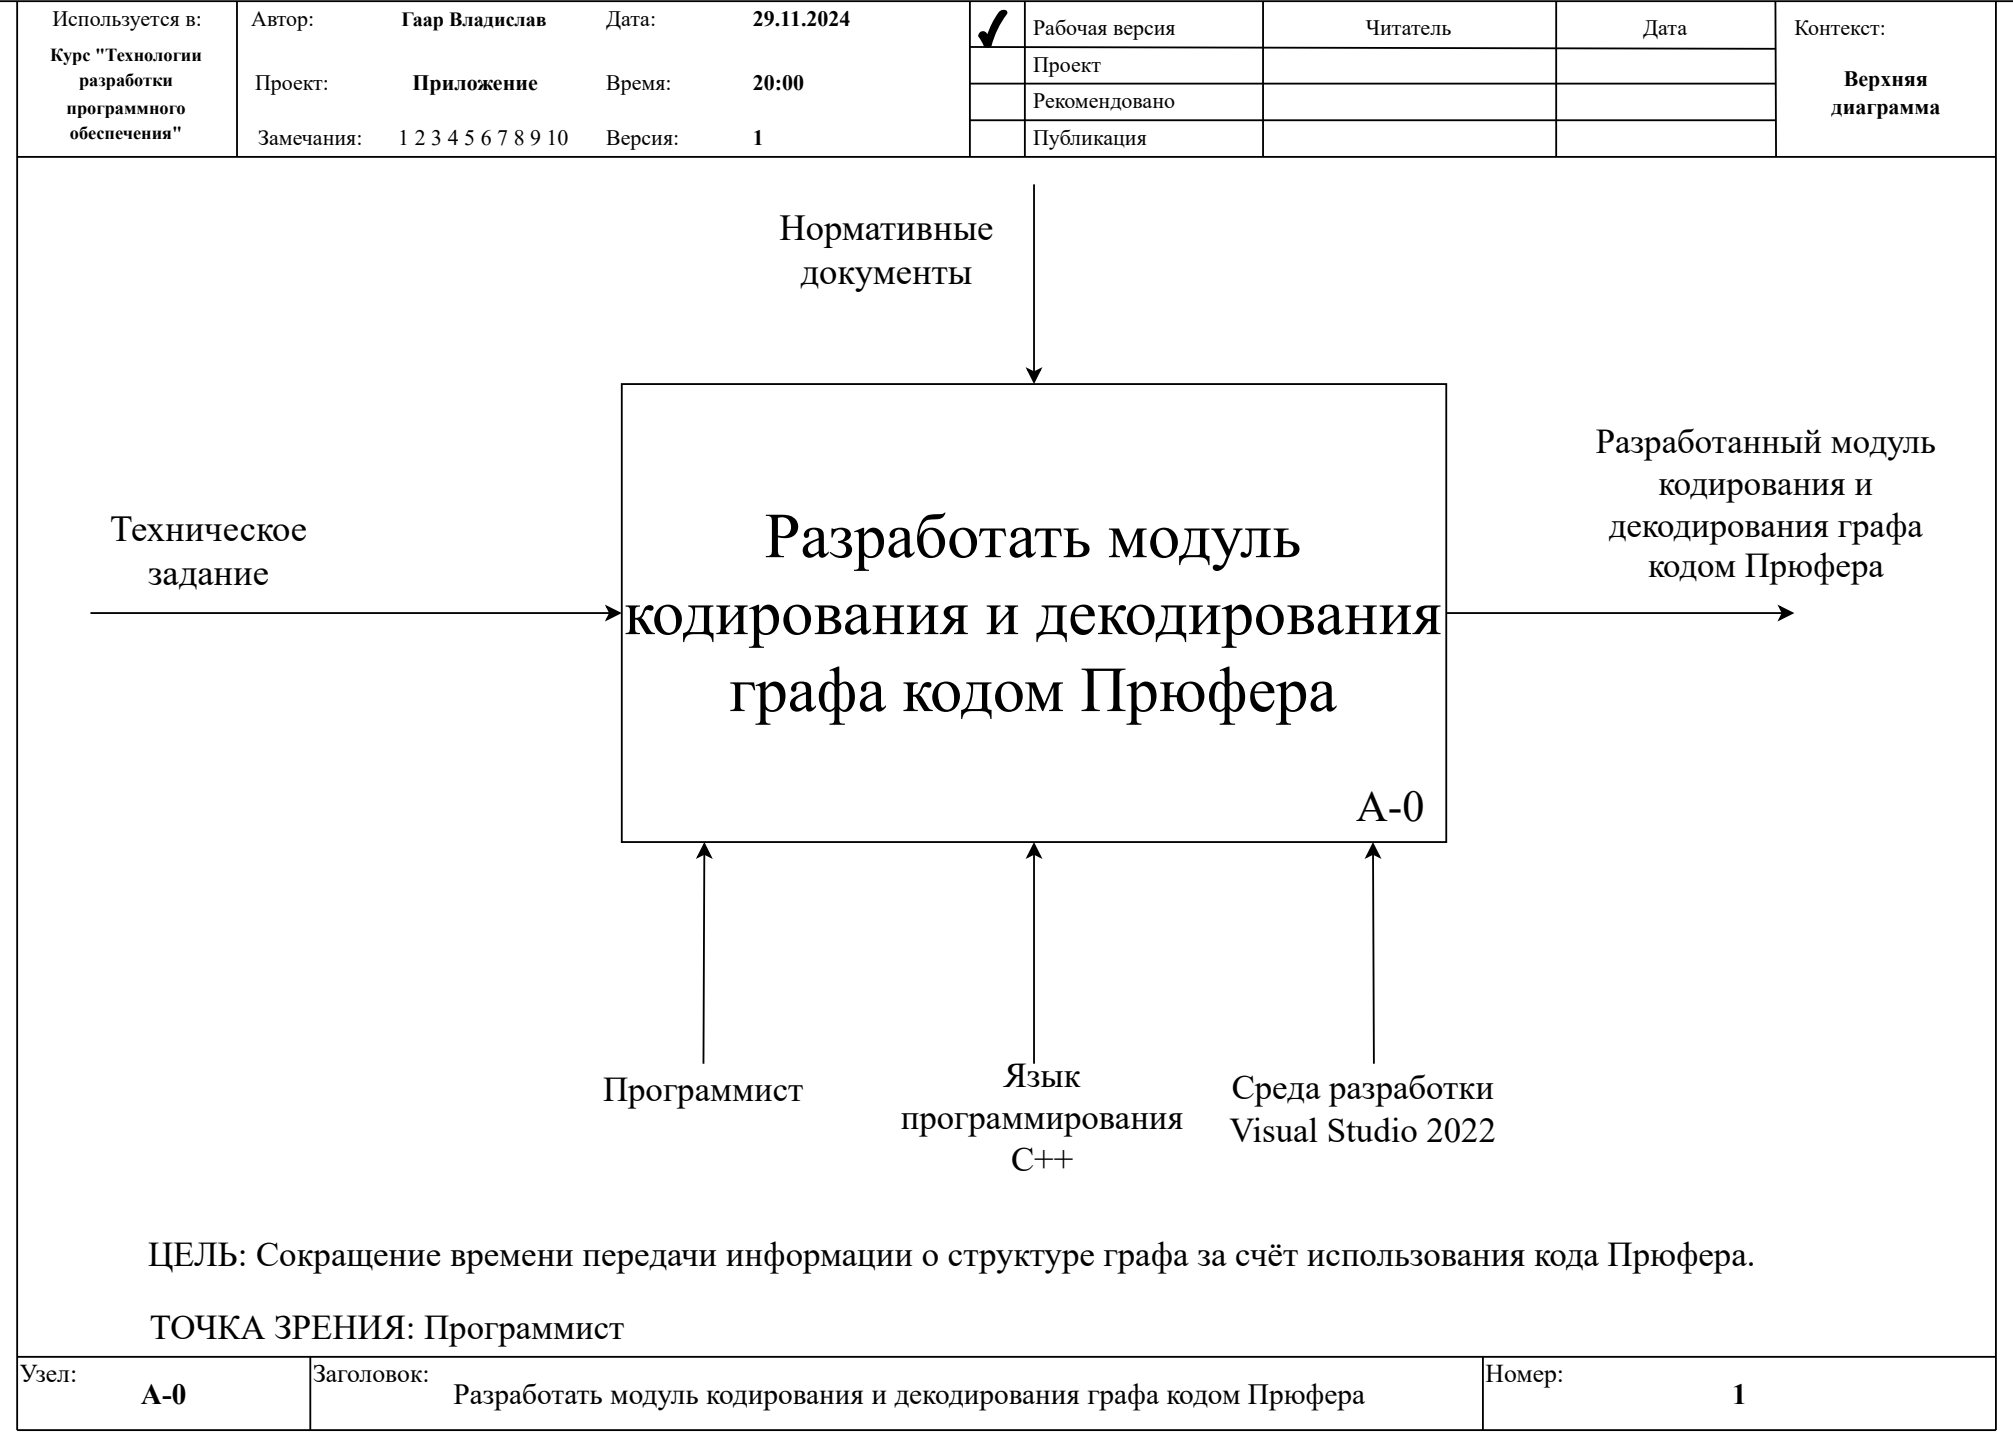 Используется в:
Курс "Технологии
разработки
программного
обеспечения"
Автор: Гаар Владислав Дата: 29.11.2024
Проект: Приложение Время: 20:00
Замечания: 1 2 3 4 5 6 7 8 9 10 Версия: 1
Рабочая версия Читатель Дата
Проект
Рекомендовано
Публикация
Контекст:
Верхняя
диаграмма
Нормативные
документы
Техническое
задание
Разработать модуль
кодирования и декодирования
графа кодом Прюфера
А-0
Разработанный модуль
кодирования и
декодирования графа
кодом Прюфера
Программист
Язык
программирования
С++
Среда разработки
Visual Studio 2022
ЦЕЛЬ: Сокращение времени передачи информации о структуре графа за счёт использования кода Прюфера.
ТОЧКА ЗРЕНИЯ: Программист
Узел:
А-0
Заголовок:
Разработать модуль кодирования и декодирования графа кодом Прюфера
Номер:
1